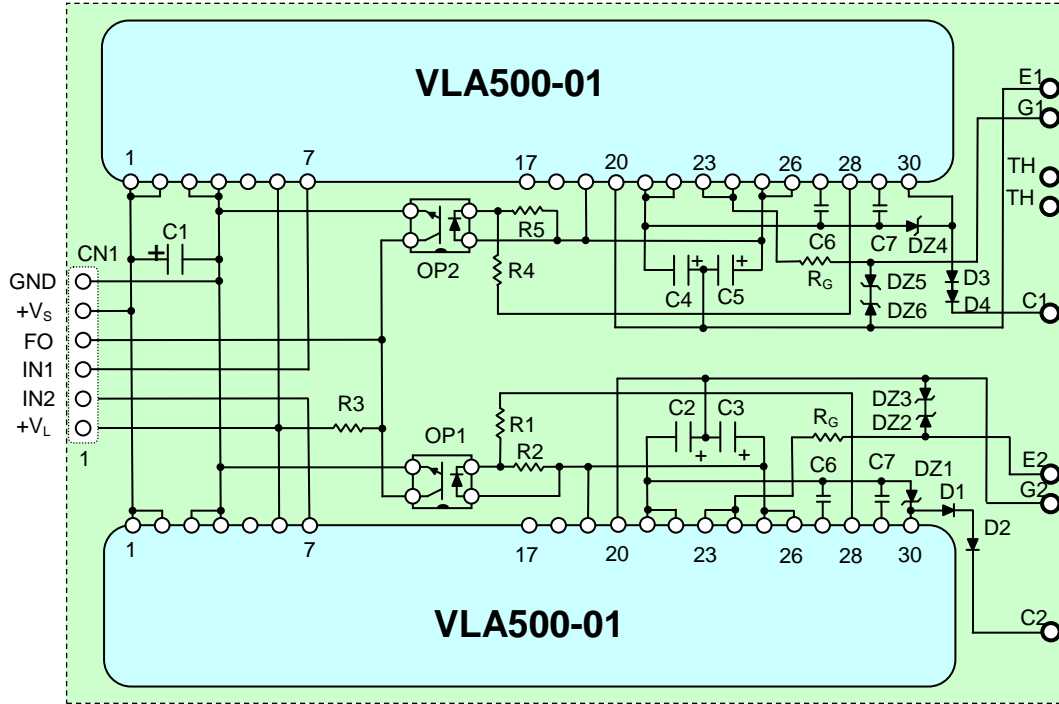 VLA500-01
1
7
17
20
23
26
28
30
E1
G1
TH
TH
C1
CN1
GND
+VS
FO
IN1
IN2
+VL
1
C1
+
OP2
R5
R4
C4
+
C5
+
C6
RG
C7
DZ4
DZ5
DZ6
D3
D4
R3
OP1
R1
R2
C2
+
C3
+
RG
C6
C7
DZ3
DZ2
DZ1
D1
D2
E2
G2
C2
1
7
17
20
23
26
28
30
VLA500-01